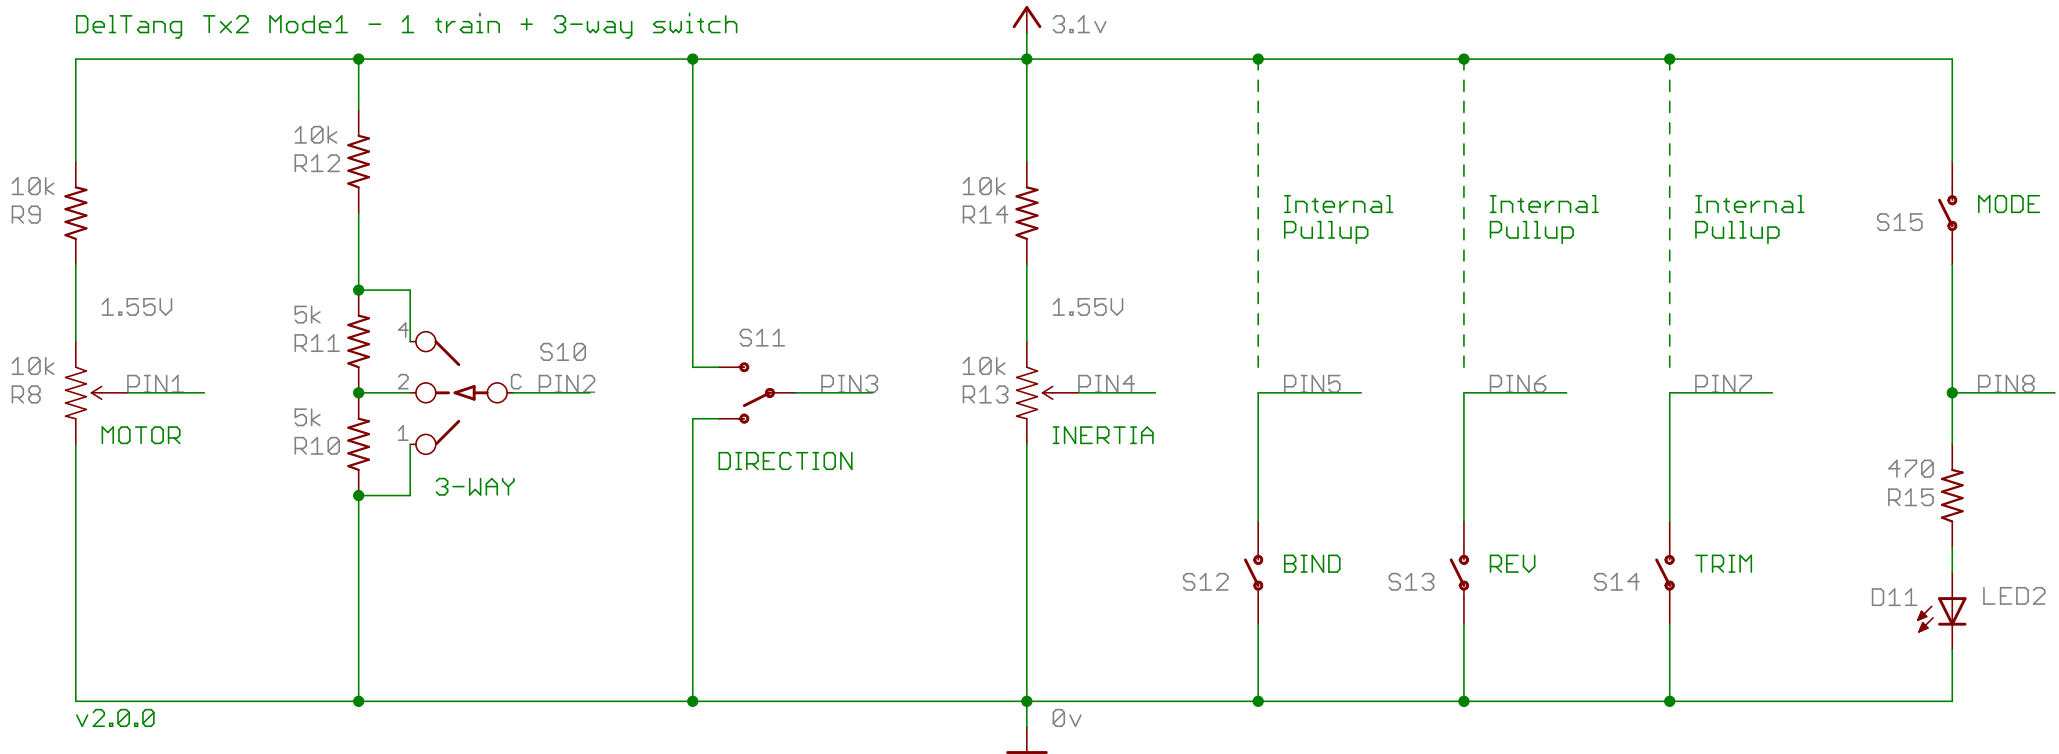 DelTang Tx2 Mode1 - 1 train + 3-way switch
3.1v
10k
R12
10k
R9
10k
R14
Internal
Pullup
Internal
Pullup
Internal
Pullup
S15
MODE
1.55V
5k
R11
4
S10
S11
1.55V
10k
R8
PIN1
2
C
PIN2
PIN3
10k
R13
PIN4
PIN5
PIN6
PIN7
PIN8
MOTOR
5k
R10
1
3-WAY
DIRECTION
INERTIA
470
R15
S12
BIND
S13
REV
S14
TRIM
D11
LED2
v2.0.0
0v